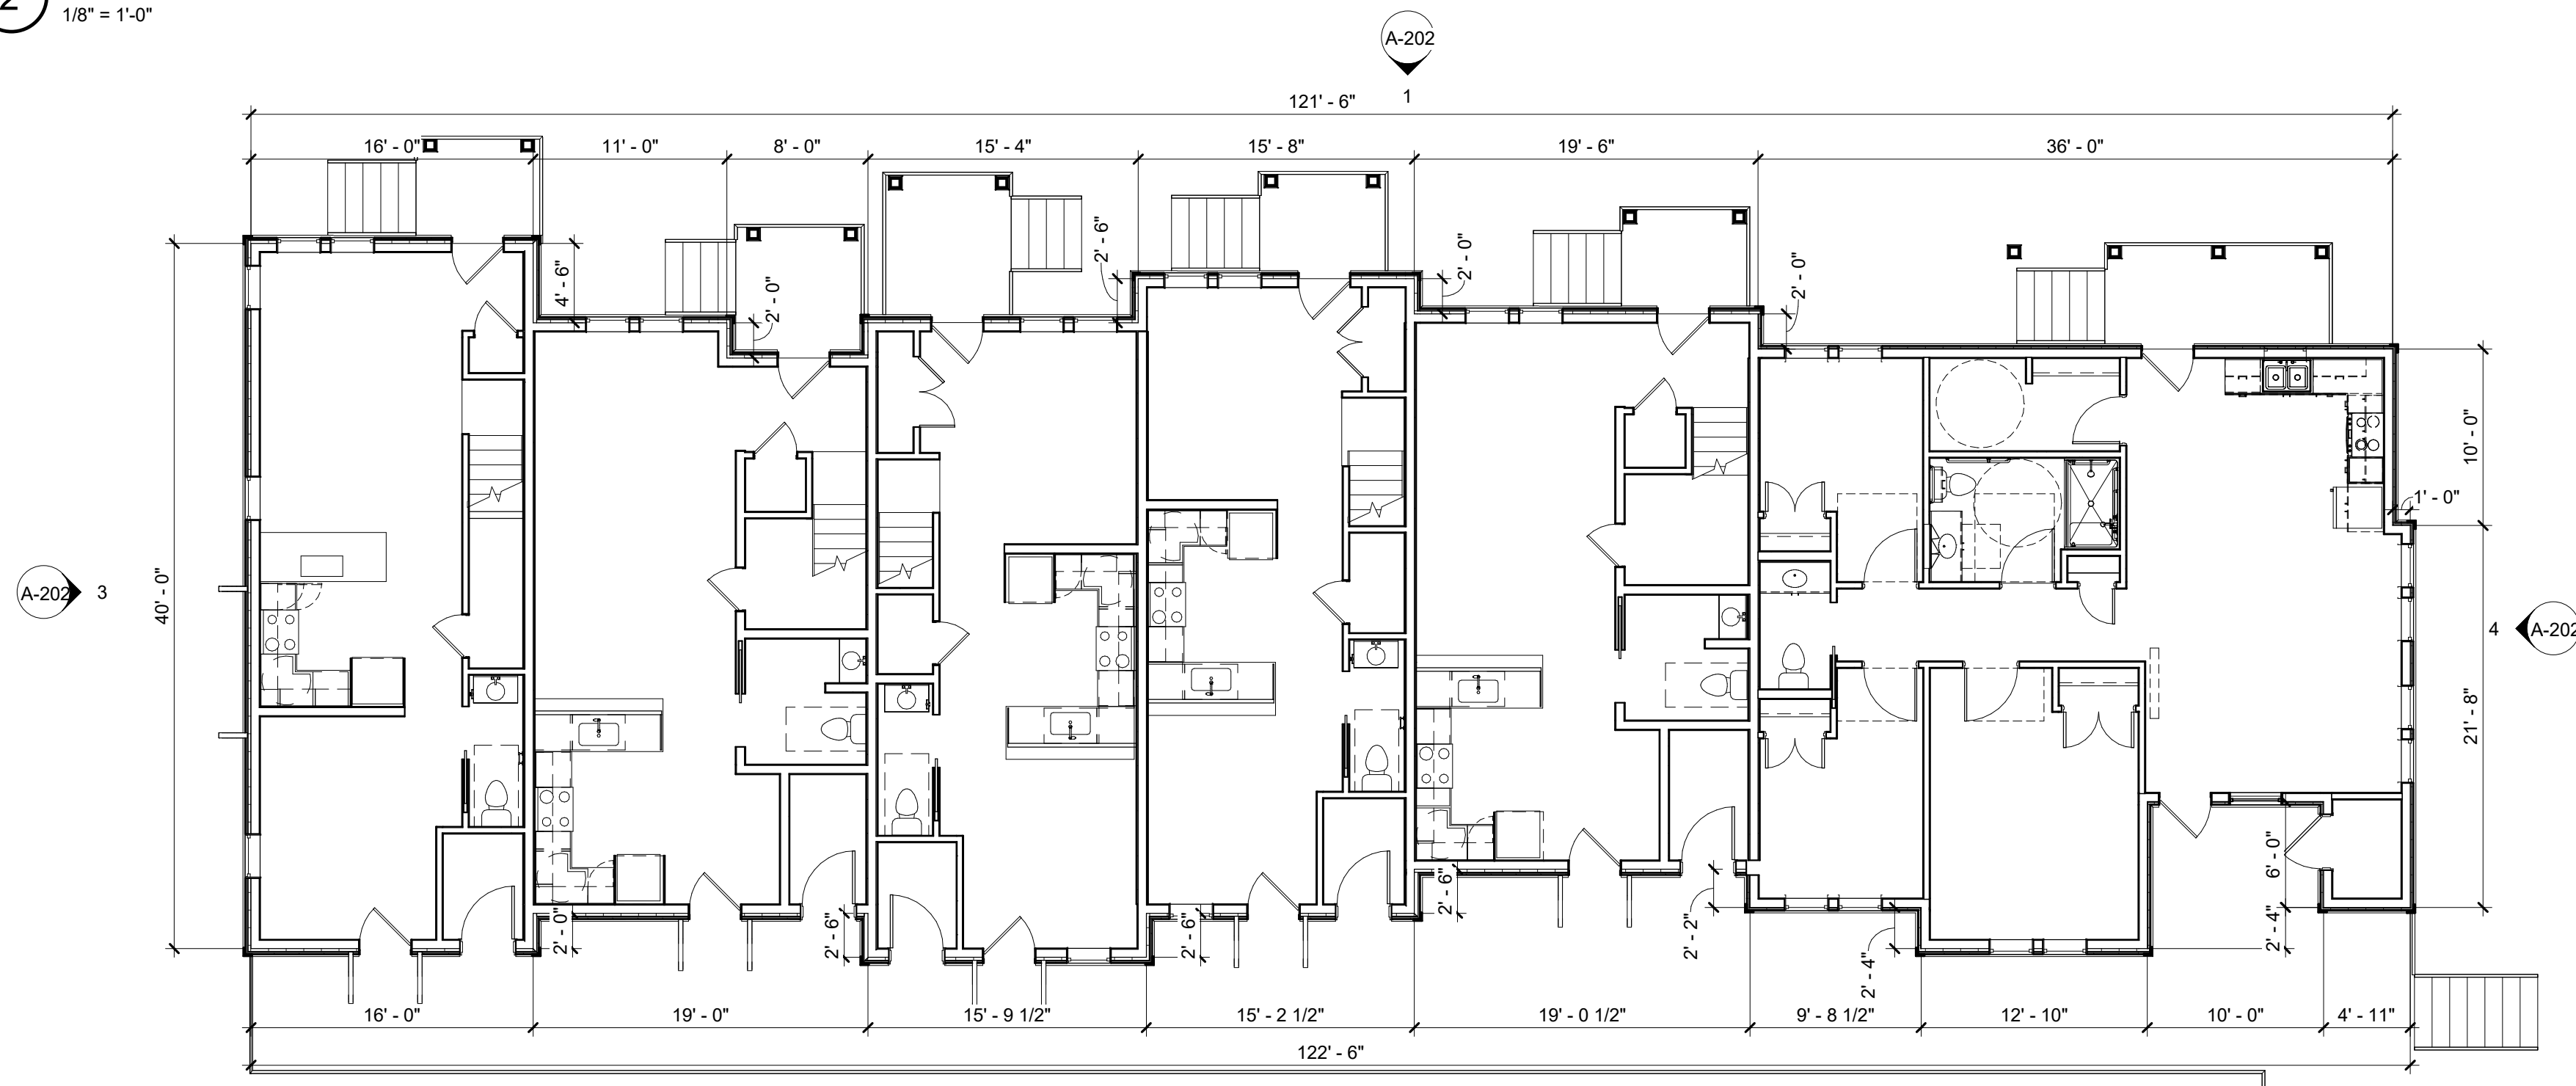 2
1/8" = 1'-0"
A-202
1
121' - 6"
16' - 0"
11' - 0"
8' - 0"
15' - 4"
15' - 8"
19' - 6"
36' - 0"
4' - 6"
2' - 0"
2' - 6"
2' - 0"
2' - 0"
40' - 0"
10' - 0"
1' - 0"
21' - 8"
A-202
3
4
A-202
2' - 0"
2' - 6"
2' - 6"
2' - 6"
2' - 2"
2' - 4"
6' - 0"
2' - 4"
16' - 0"
19' - 0"
15' - 9 1/2"
15' - 2 1/2"
19' - 0 1/2"
9' - 8 1/2"
12' - 10"
10' - 0"
4' - 11"
122' - 6"